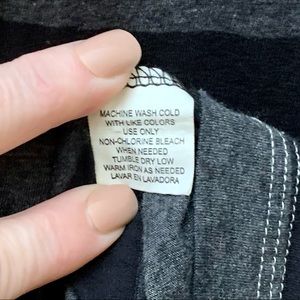 MACHINE WASH COLD
WITH LIKE COLORS
USE ONLY
NON-CHLORINE BLEACH
WHEN NEEDED
TUMBLE DRY LOW
WARM IRON AS NEEDED
LAVAR EN LAVADORA